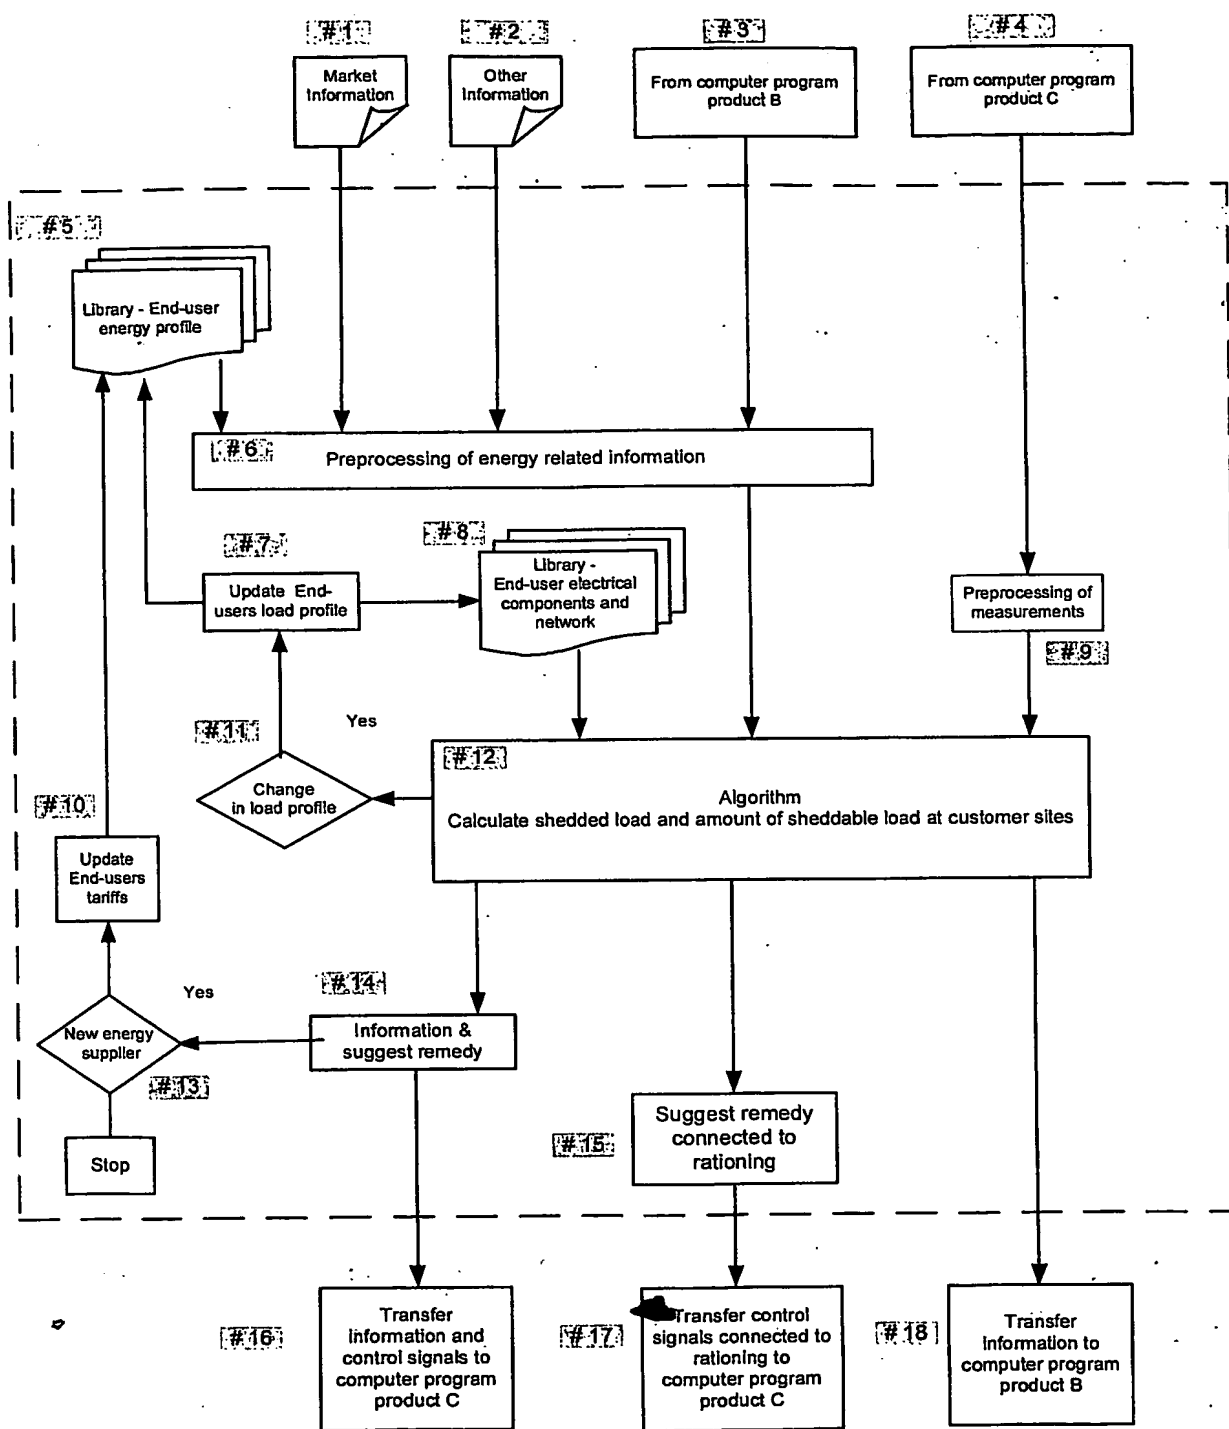 #1
#2
#3
#4
Market
Information
Other
Information
From computer program
product B
From computer program
product C
#5
Library - End-user
energy profile
#6
Preprocessing of energy related information
#7
#8
Update End-
users load profile
Library -
End-user electrical
components and
network
Preprocessing of
measurements
#9
#11
Yes
#12
Change
in load profile
Algorithm
Calculate shedded load and amount of sheddable load at customer sites
#10
Update
End-users
tariffs
#14
Yes
New energy
supplier
Information &
suggest remedy
#13
Stop
#15
Suggest remedy
connected to
rationing
#16
Transfer
information and
control signals to
computer program
product C
#17
Transfer control
signals connected to
rationing to
computer program
product C
#18
Transfer
information to
computer program
product B